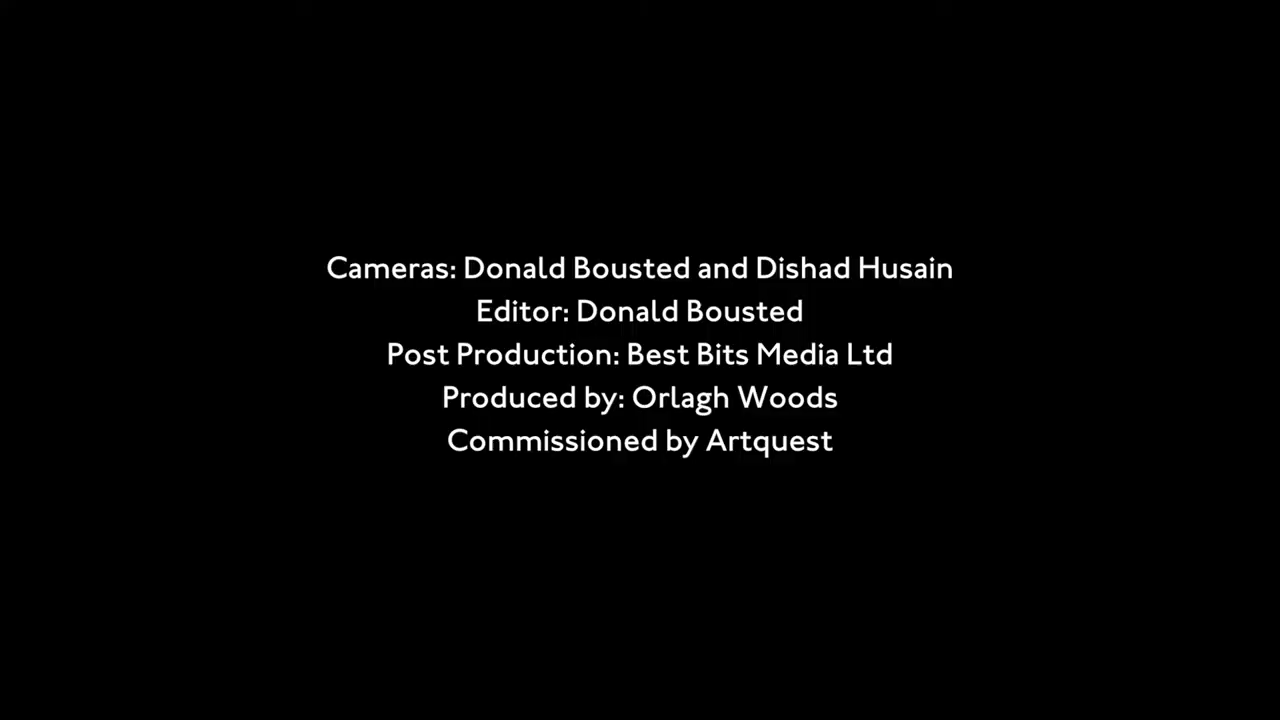 Cameras: Donald Bousted and Dishad Husain
Editor: Donald Bousted
Post Production: Best Bits Media Ltd
Produced by: Orlagh Woods
Commissioned by Artquest